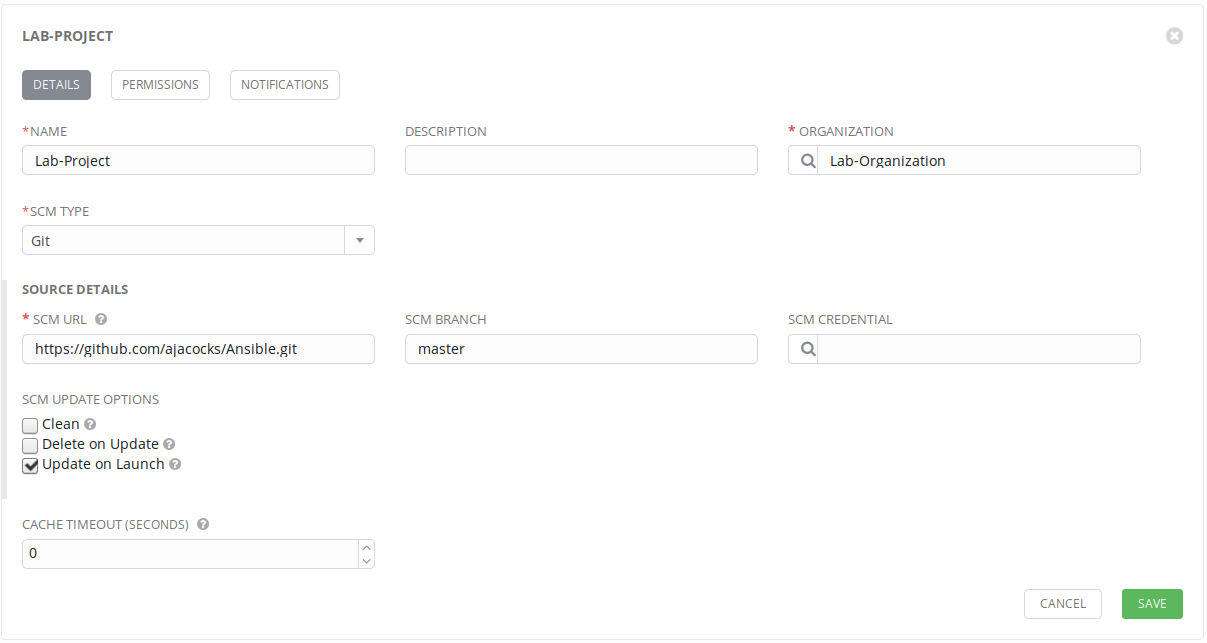 LAB-PROJECT
DETAILS PERMISSIONS NOTIFICATIONS
*NAME DESCRIPTION * ORGANIZATION
Lab-Project Lab-Organization
*SCM TYPE
Git
SOURCE DETAILS
* SCM URL ? SCM BRANCH SCM CREDENTIAL
https://github.com/ajacocks/Ansible.git master
SCM UPDATE OPTIONS
Clean ?
Delete on Update ?
Update on Launch ?
CACHE TIMEOUT (SECONDS) ?
0
CANCEL SAVE